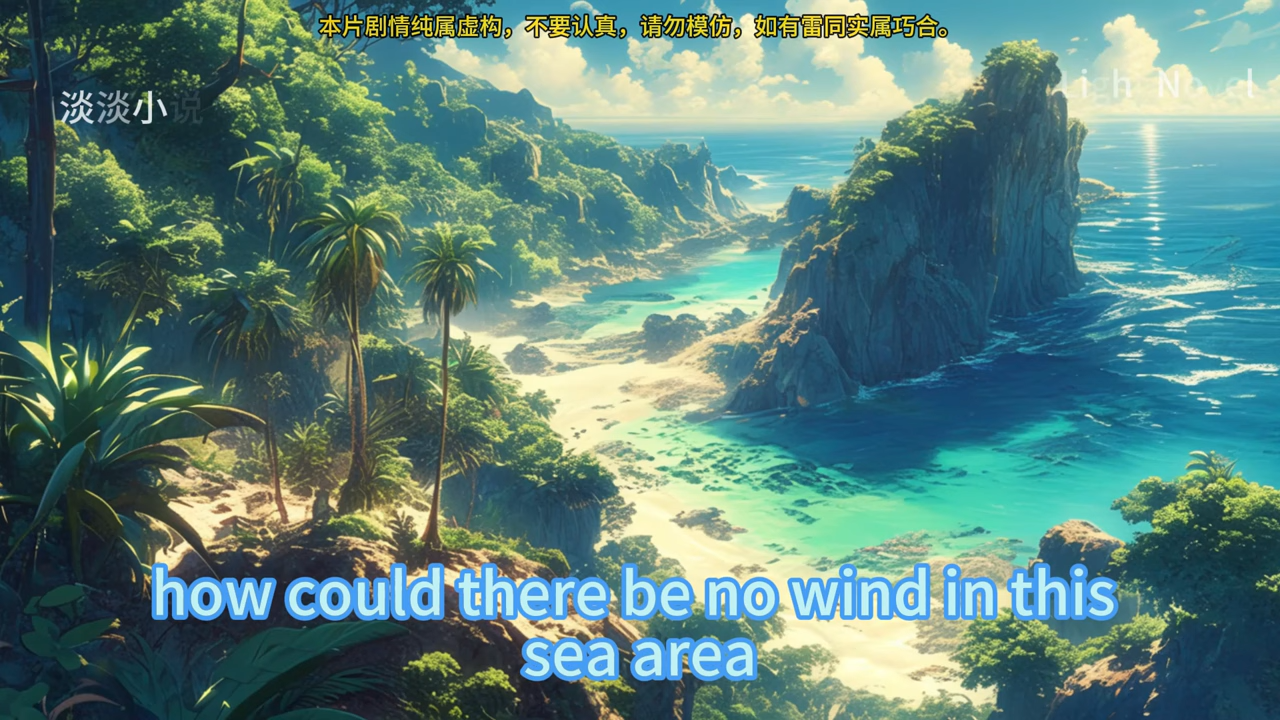 本片剧情纯属虚构，不要认真，请勿模仿，如有雷同实属巧合。
淡淡小说
Light Novel
how could there be no wind in this
sea area